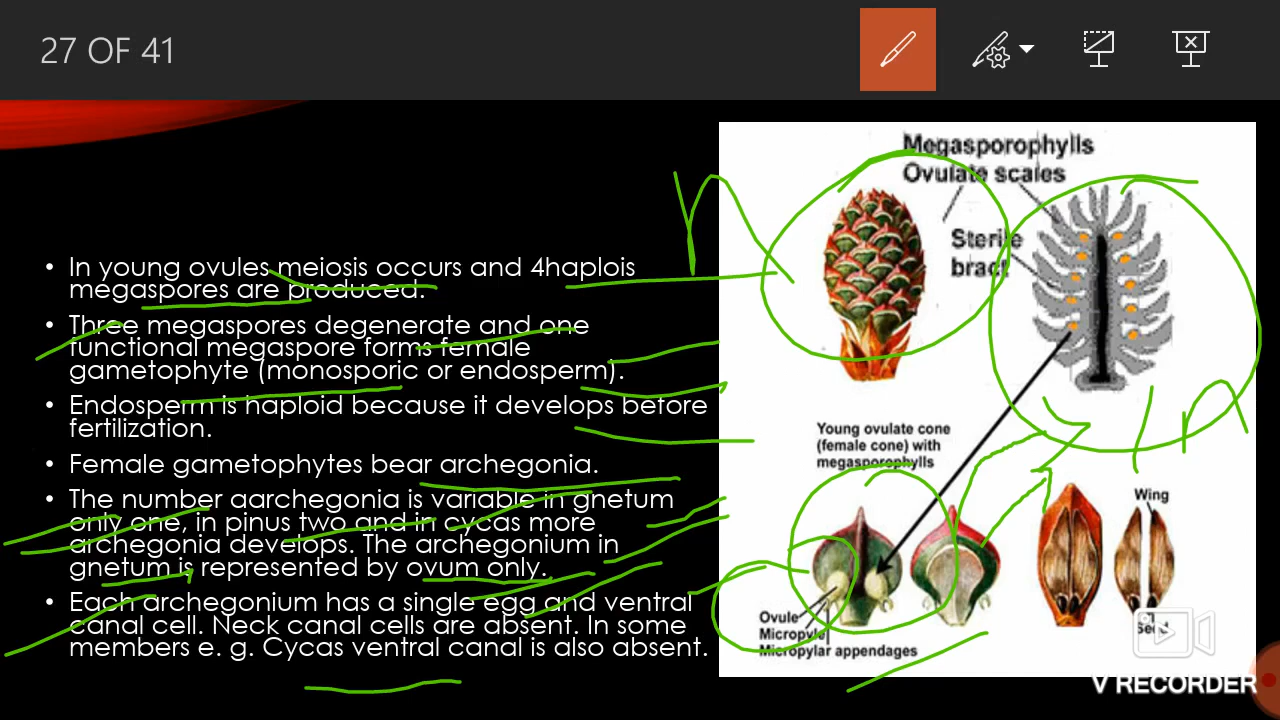 27 OF 41
• In young ovules meiosis occurs and 4haplois
megaspores are produced.
• Three megaspores degenerate and one
functional megaspore forms female
gametophyte (monosporic or endosperm).
• Endosperm is haploid because it develops before
fertilization.
• Female gametophytes bear archegonia.
• The number qarchegonia is variable in gnetum
only one, in pinus two and in cycas more
archegonia develops. The archegonium in
gnetum is represented by ovum only.
• Each archegonium has a single egg and ventral
canal cell. Neck canal cells are absent. In some
members e. g. Cycas ventral canal is also absent.
Megasporophylls
Ovulate scales
Sterile
bract
Young ovulate cone
(female cone) with
megasporophylls
Wing
Seed
Ovule
Micropyle
Micropylar appendages
V RECORDER